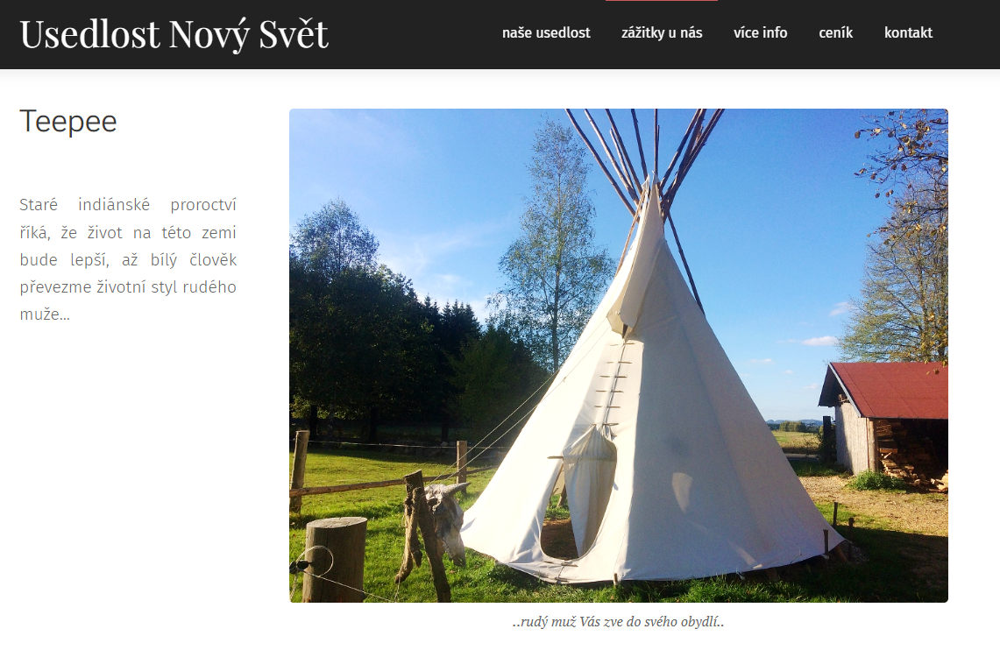 Usedlost Nový Svět
naše usedlost zážitky u nás více info ceník kontakt
Teepee
Staré indiánské proroctví
říká, že život na této zemi
bude lepší, až bílý člověk
převezme životní styl rudého
muže...
..rudý muž Vás zve do svého obydlí..